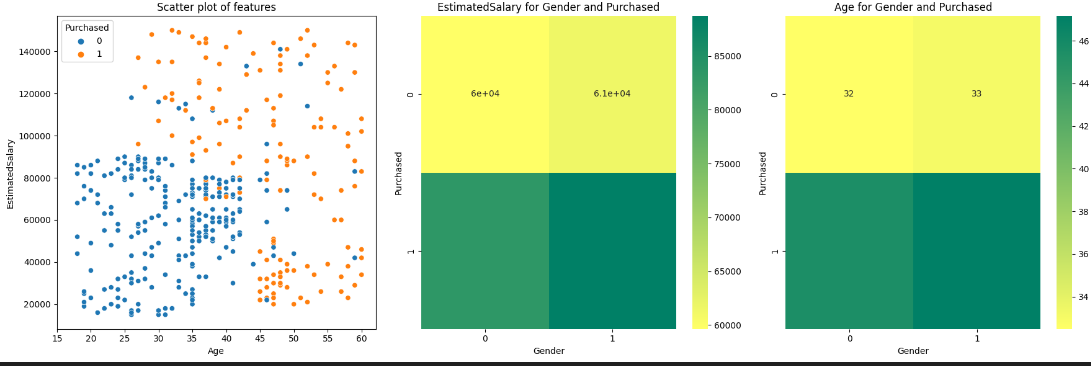 Scatter plot of features
Purchased
0
1
140000
120000
100000
80000
60000
40000
20000
EstimatedSalary
15 20 25 30 35 40 45 50 55 60
Age
EstimatedSalary for Gender and Purchased
0
1
Purchased
6e+04 6.1e+04
0 1
Gender
85000
80000
75000
70000
65000
60000
Age for Gender and Purchased
0
1
Purchased
32 33
0 1
Gender
46
44
42
40
38
36
34